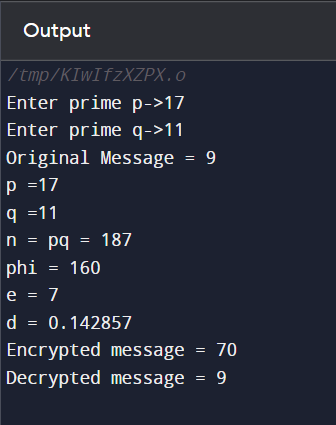 Output
/tmp/KIwIfzXZPX.o
Enter prime p->17
Enter prime q->11
Original Message = 9
p =17
q =11
n = pq = 187
phi = 160
e = 7
d = 0.142857
Encrypted message = 70
Decrypted message = 9